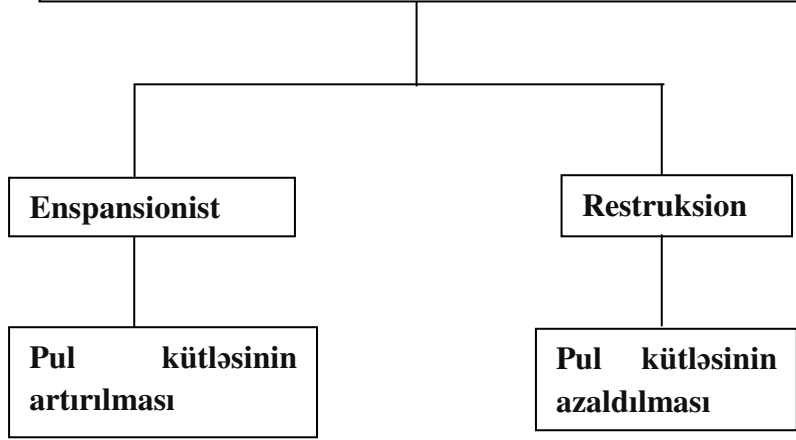 Enspansionist
Restruksion
Pul kütləsinin
artırılması
Pul kütləsinin
azaldılması